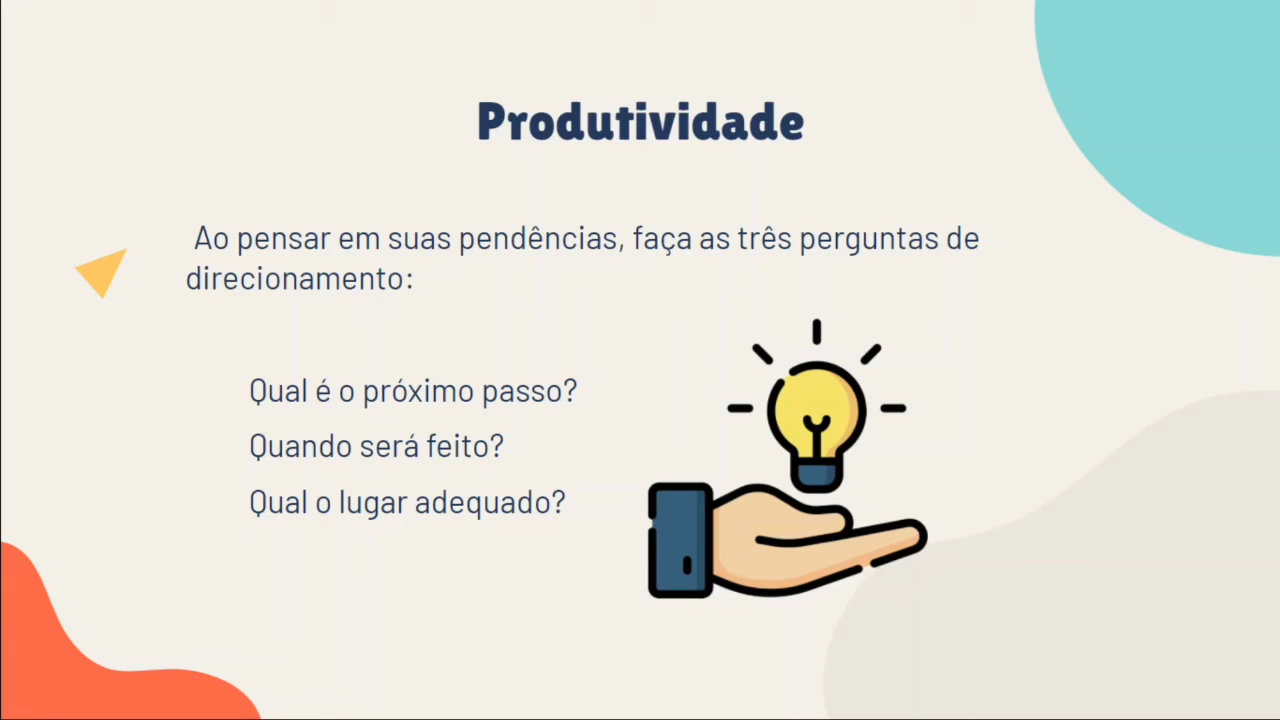 Produtividade
Ao pensar em suas pendências, faça as três perguntas de
direcionamento:
Qual é o próximo passo?
Quando será feito?
Qual o lugar adequado?